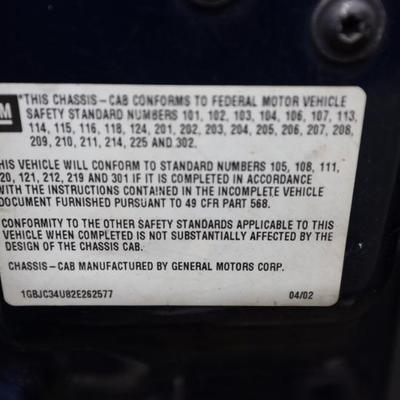 M
*THIS CHASSIS-CAB CONFORMS TO FEDERAL MOTOR VEHICLE
SAFETY STANDARD NUMBERS 101, 102, 103, 104, 106, 107, 113,
114, 115, 116, 118, 124, 201, 202, 203, 204, 205, 206, 207, 208,
209, 210, 211, 214, 225 AND 302.
THIS VEHICLE WILL CONFORM TO STANDARD NUMBERS 105, 108, 111,
20, 121, 212, 219 AND 301 IF IT IS COMPLETED IN ACCORDANCE
WITH THE INSTRUCTIONS CONTAINED IN THE INCOMPLETE VEHICLE
DOCUMENT FURNISHED PURSUANT TO 49 CFR PART 568.
CONFORMITY TO THE OTHER SAFETY STANDARDS APPLICABLE TO THIS
VEHICLE WHEN COMPLETED IS NOT SUBSTANTIALLY AFFECTED BY THE
DESIGN OF THE CHASSIS CAB.
CHASSIS-CAB MANUFACTURED BY GENERAL MOTORS CORP.
1GBJC34U82E262577 04/02